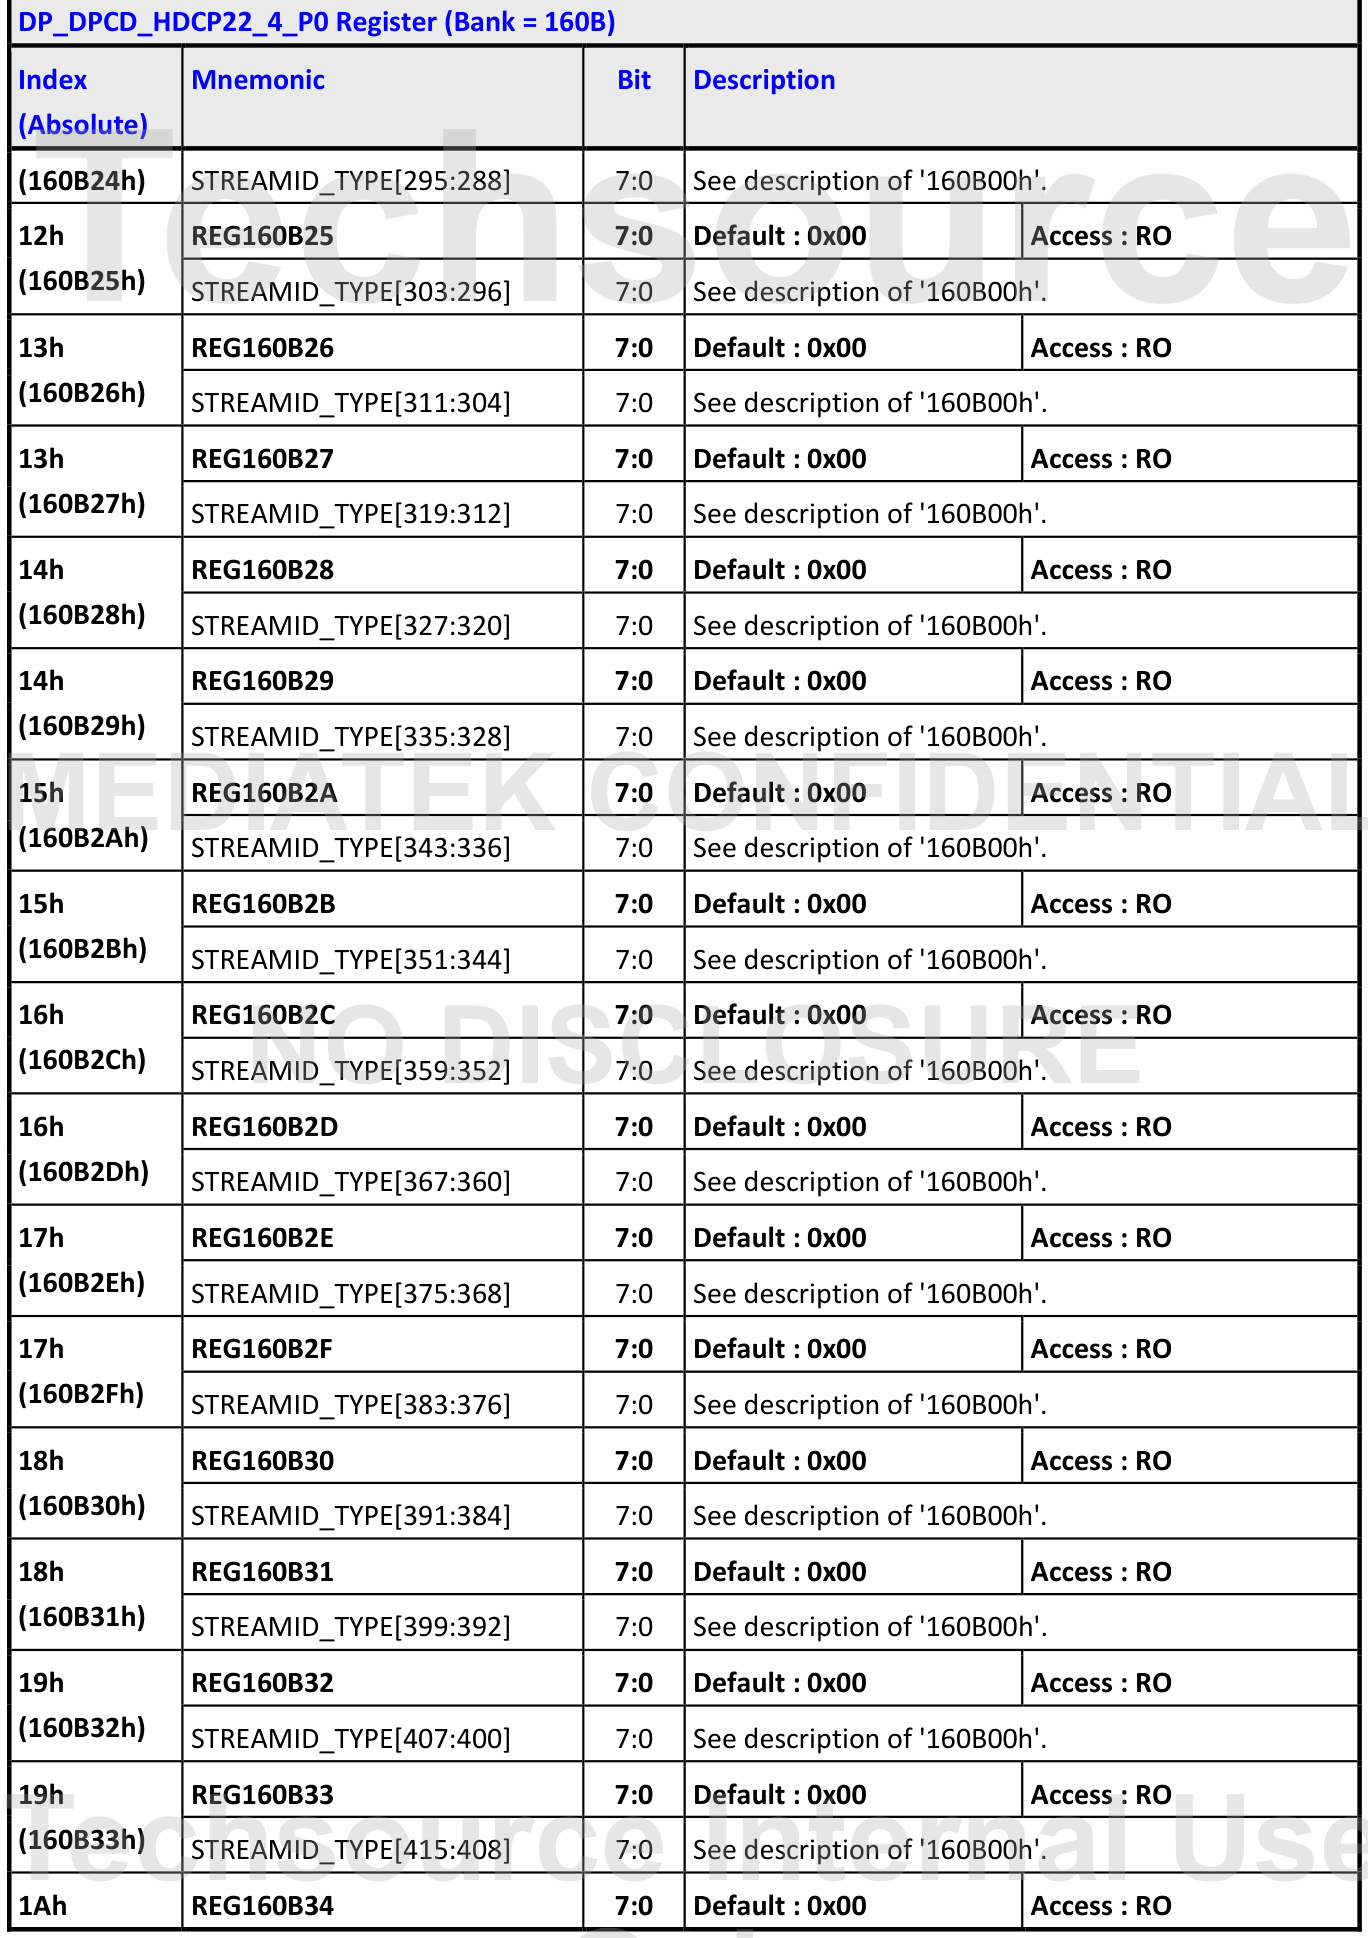 DP_DPCD_HDCP22_4_P0 Register (Bank = 160B)
Index (Absolute) Mnemonic Bit Description
(160B24h) STREAMID_TYPE[295:288] 7:0 See description of '160B00h'.
12h REG160B25 7:0 Default : 0x00 Access : RO
(160B25h) STREAMID_TYPE[303:296] 7:0 See description of '160B00h'.
13h REG160B26 7:0 Default : 0x00 Access : RO
(160B26h) STREAMID_TYPE[311:304] 7:0 See description of '160B00h'.
13h REG160B27 7:0 Default : 0x00 Access : RO
(160B27h) STREAMID_TYPE[319:312] 7:0 See description of '160B00h'.
14h REG160B28 7:0 Default : 0x00 Access : RO
(160B28h) STREAMID_TYPE[327:320] 7:0 See description of '160B00h'.
14h REG160B29 7:0 Default : 0x00 Access : RO
(160B29h) STREAMID_TYPE[335:328] 7:0 See description of '160B00h'.
15h REG160B2A 7:0 Default : 0x00 Access : RO
(160B2Ah) STREAMID_TYPE[343:336] 7:0 See description of '160B00h'.
15h REG160B2B 7:0 Default : 0x00 Access : RO
(160B2Bh) STREAMID_TYPE[351:344] 7:0 See description of '160B00h'.
16h REG160B2C 7:0 Default : 0x00 Access : RO
(160B2Ch) STREAMID_TYPE[359:352] 7:0 See description of '160B00h'.
16h REG160B2D 7:0 Default : 0x00 Access : RO
(160B2Dh) STREAMID_TYPE[367:360] 7:0 See description of '160B00h'.
17h REG160B2E 7:0 Default : 0x00 Access : RO
(160B2Eh) STREAMID_TYPE[375:368] 7:0 See description of '160B00h'.
17h REG160B2F 7:0 Default : 0x00 Access : RO
(160B2Fh) STREAMID_TYPE[383:376] 7:0 See description of '160B00h'.
18h REG160B30 7:0 Default : 0x00 Access : RO
(160B30h) STREAMID_TYPE[391:384] 7:0 See description of '160B00h'.
18h REG160B31 7:0 Default : 0x00 Access : RO
(160B31h) STREAMID_TYPE[399:392] 7:0 See description of '160B00h'.
19h REG160B32 7:0 Default : 0x00 Access : RO
(160B32h) STREAMID_TYPE[407:400] 7:0 See description of '160B00h'.
19h REG160B33 7:0 Default : 0x00 Access : RO
(160B33h) STREAMID_TYPE[415:408] 7:0 See description of '160B00h'.
1Ah REG160B34 7:0 Default : 0x00 Access : RO
Techsource
MEDIATEK CONFIDENTIAL
NO DISCLOSURE
Techsource Internal Use